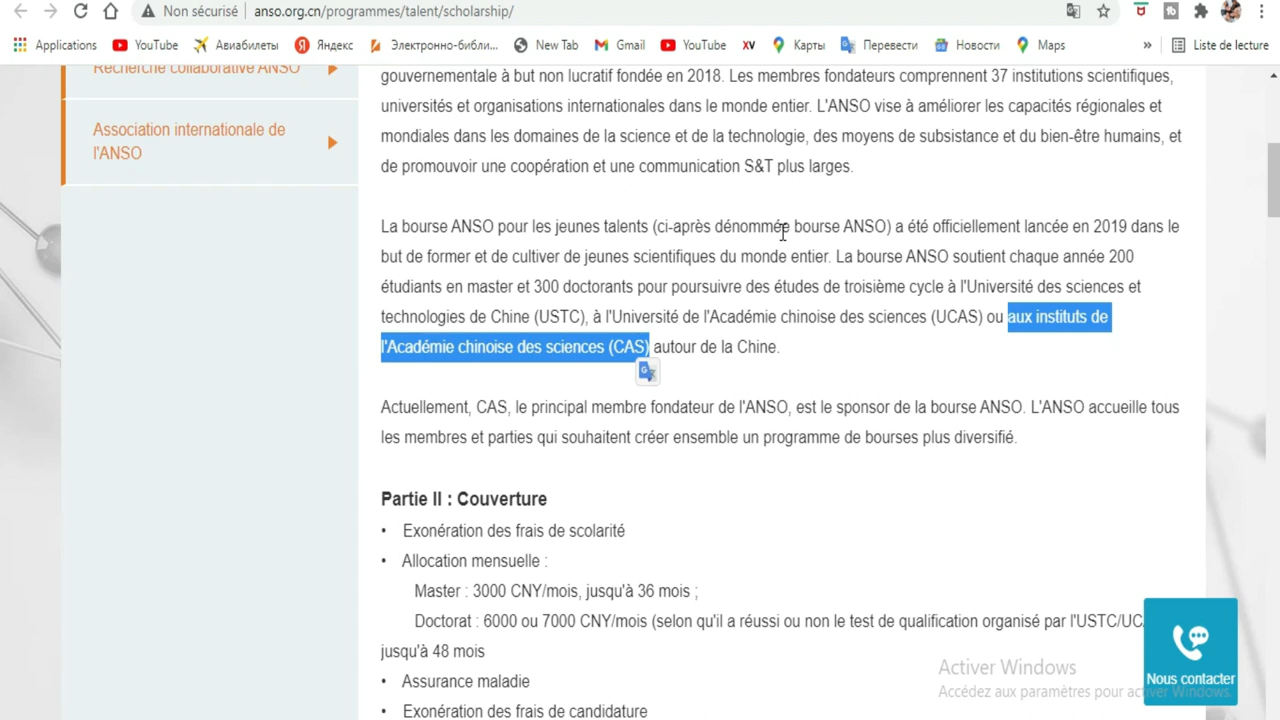 Non sécurisé anso.org.cn/programmes/talent/scholarship/
Applications YouTube Авиабилеты Яндекс Электронно-библи... New Tab Gmail YouTube XV Карты Перевести Новости Maps » Liste de lecture
Recherche collaborative ANSO
Association internationale de
l'ANSO
gouvernementale à but non lucratif fondée en 2018. Les membres fondateurs comprennent 37 institutions scientifiques,
universités et organisations internationales dans le monde entier. L'ANSO vise à améliorer les capacités régionales et
mondiales dans les domaines de la science et de la technologie, des moyens de subsistance et du bien-être humains, et
de promouvoir une coopération et une communication S&T plus larges.
La bourse ANSO pour les jeunes talents (ci-après dénommée bourse ANSO) a été officiellement lancée en 2019 dans le
but de former et de cultiver de jeunes scientifiques du monde entier. La bourse ANSO soutient chaque année 200
étudiants en master et 300 doctorants pour poursuivre des études de troisième cycle à l'Université des sciences et
technologies de Chine (USTC), à l'Université de l'Académie chinoise des sciences (UCAS) ou aux instituts de
l'Académie chinoise des sciences (CAS) autour de la Chine.
Actuellement, CAS, le principal membre fondateur de l'ANSO, est le sponsor de la bourse ANSO. L'ANSO accueille tous
les membres et parties qui souhaitent créer ensemble un programme de bourses plus diversifié.
Partie II : Couverture
• Exonération des frais de scolarité
• Allocation mensuelle :
Master : 3000 CNY/mois, jusqu'à 36 mois ;
Doctorat : 6000 ou 7000 CNY/mois (selon qu'il a réussi ou non le test de qualification organisé par l'USTC/UC
jusqu'à 48 mois
• Assurance maladie
• Exonération des frais de candidature
Nous contacter
Activer Windows
Accédez aux paramètres pour activer Windows.